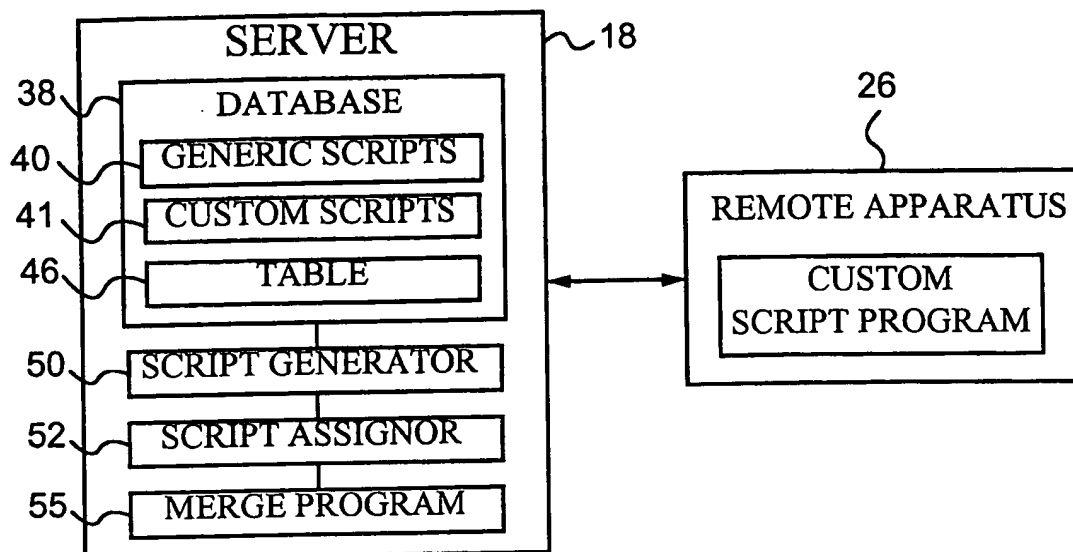 SERVER
18
38
DATABASE
40
GENERIC SCRIPTS
41
CUSTOM SCRIPTS
46
TABLE
50
SCRIPT GENERATOR
52
SCRIPT ASSIGNOR
55
MERGE PROGRAM
26
REMOTE APPARATUS
CUSTOM
SCRIPT PROGRAM